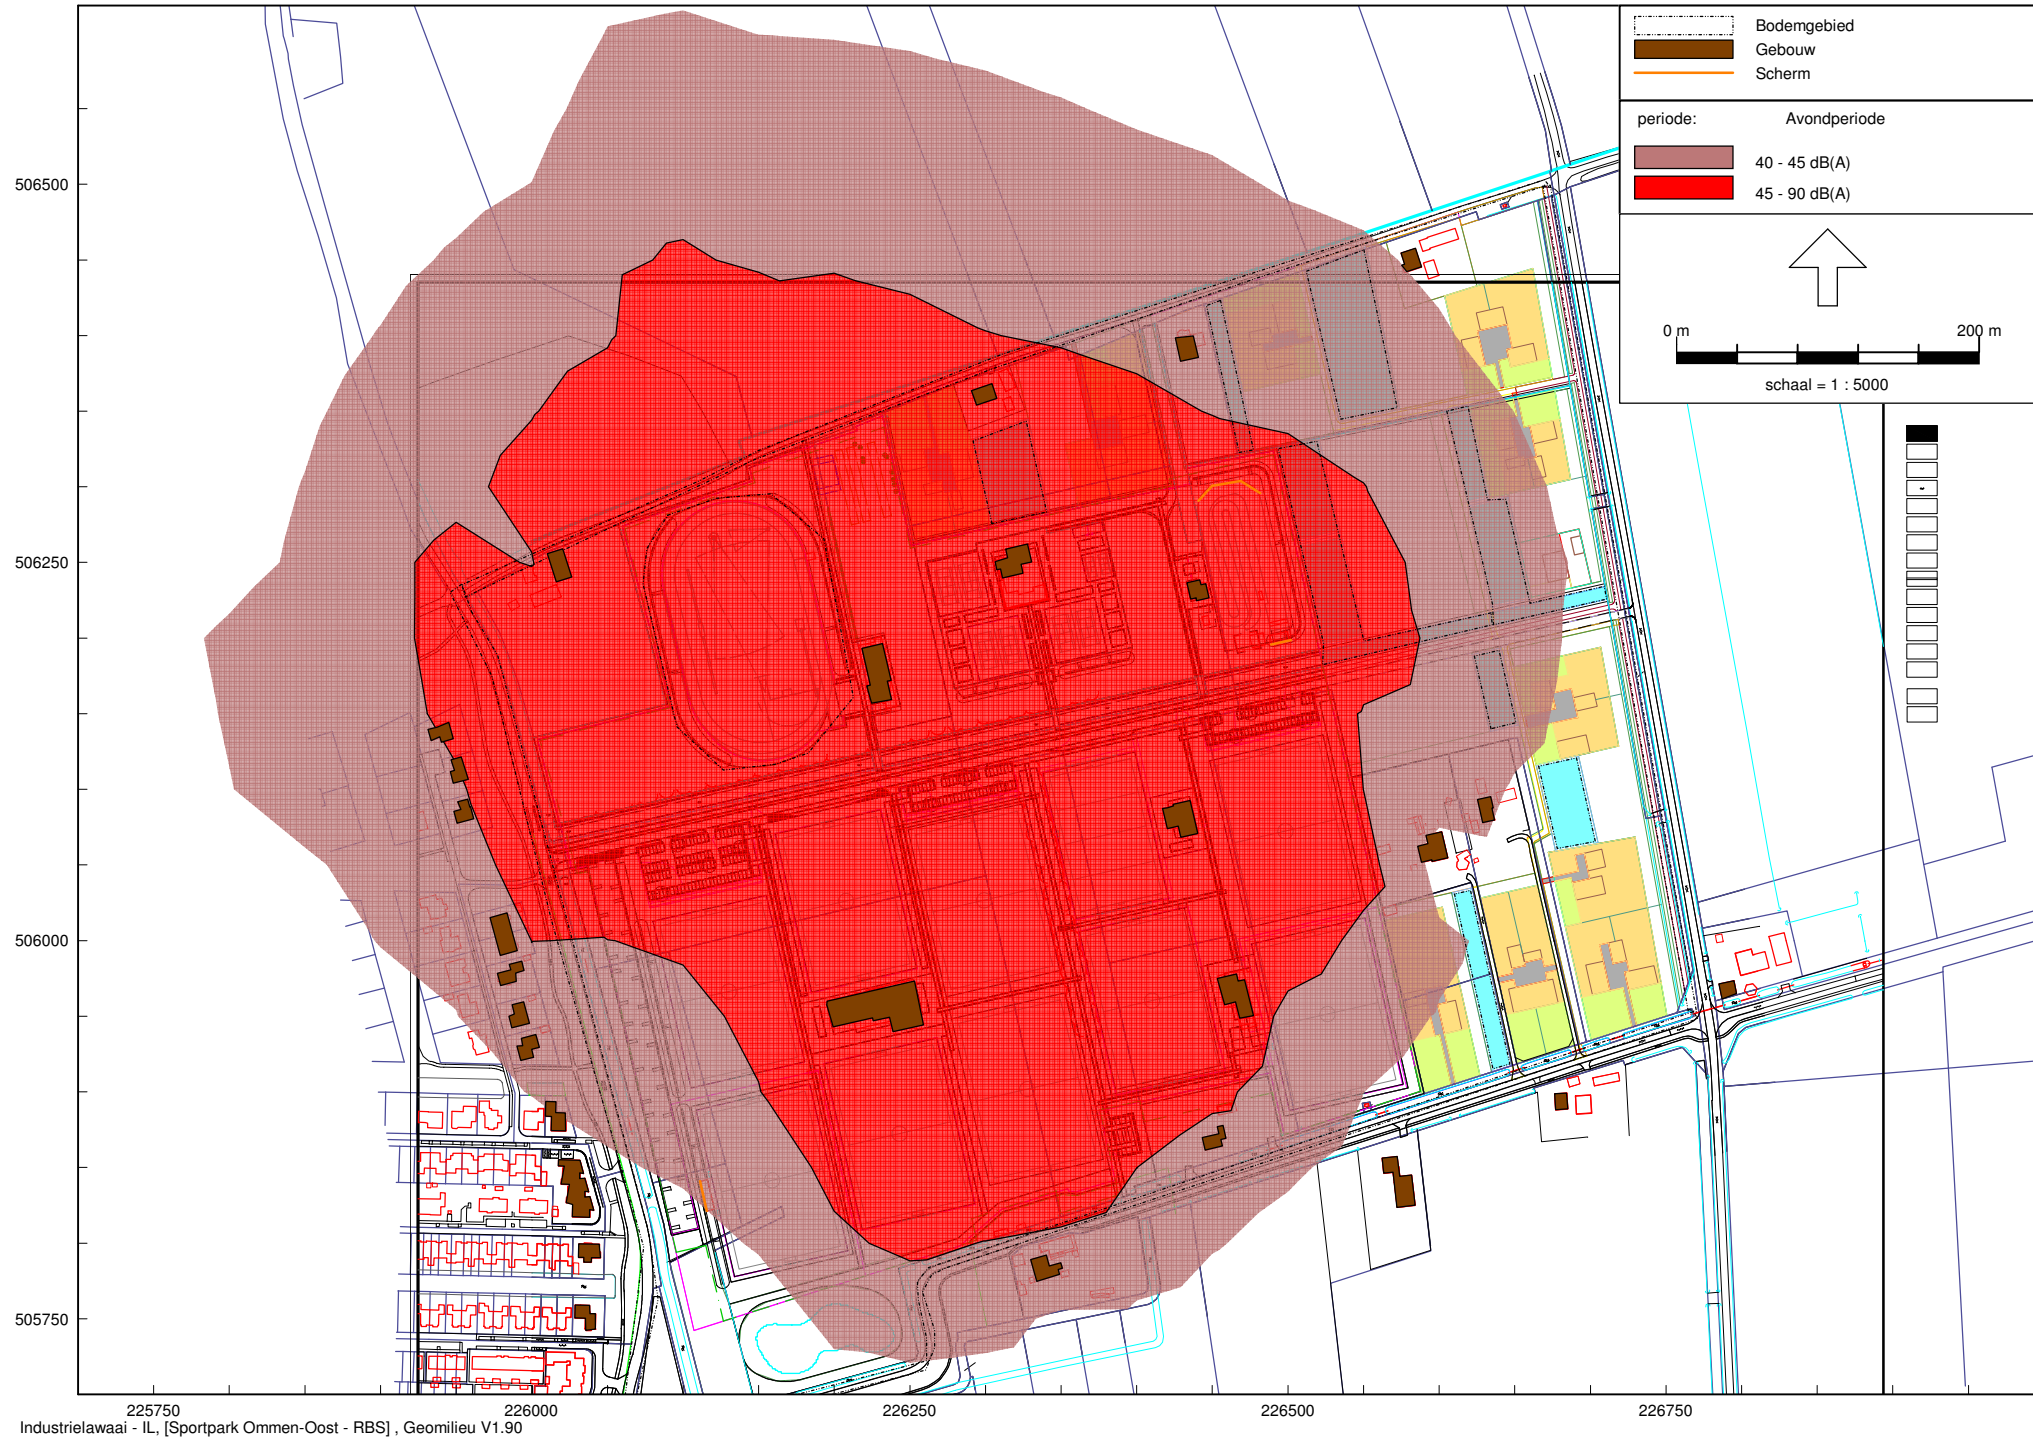 Bodemgebied
Gebouw
Scherm
periode: Avondperiode
40 - 45 dB(A)
45 - 90 dB(A)
0 m 200 m
schaal = 1 : 5000
506500
506250
506000
505750
225750 226000 226250 226500 226750
Industrielawaai - IL, [Sportpark Ommen-Oost - RBS] , Geomilieu V1.90